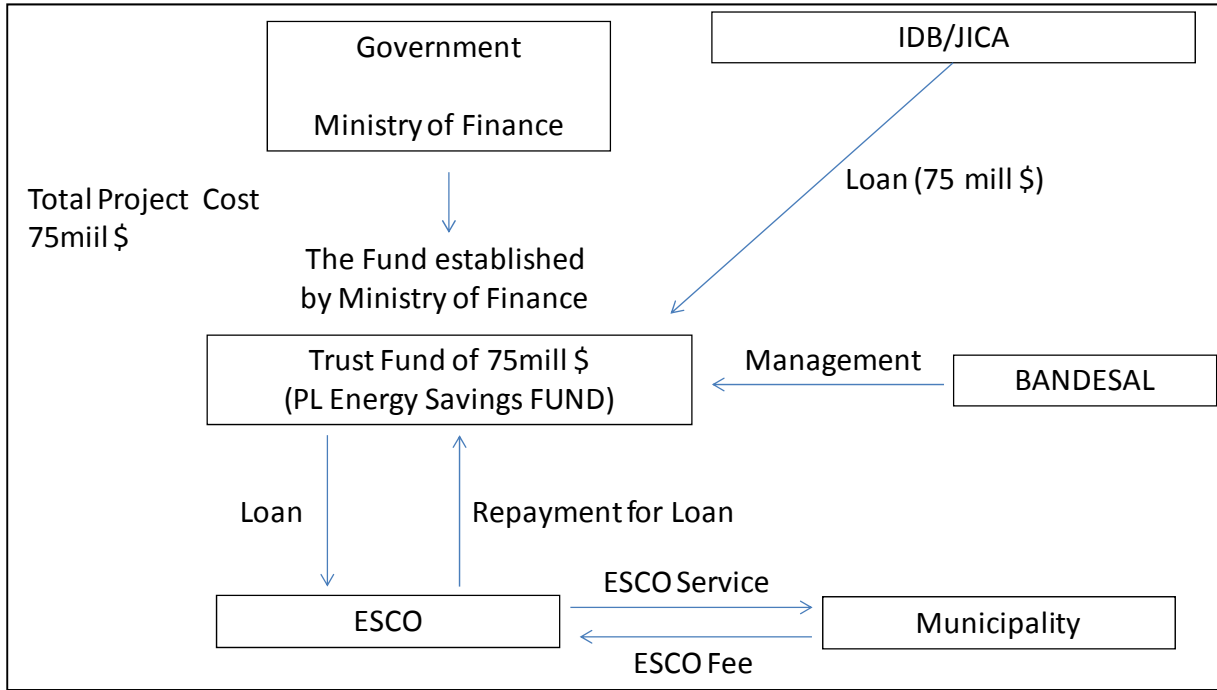 Government
Ministry of Finance
IDB/JICA
Loan (75 mill $)
Total Project Cost
75miil $
The Fund established
by Ministry of Finance
Trust Fund of 75mill $
(PL Energy Savings FUND)
Management
BANDESAL
Loan
Repayment for Loan
ESCO Service
ESCO
Municipality
ESCO Fee